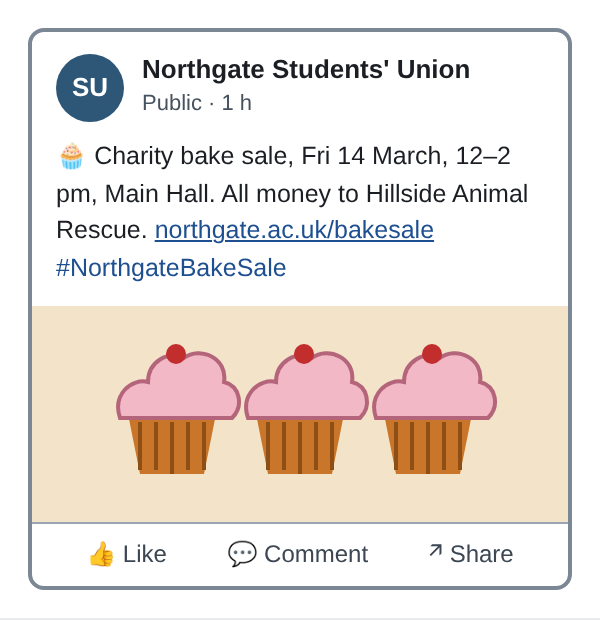 SU
Northgate Students' Union
Public · 1 h
🧁 Charity bake sale, Fri 14 March, 12–2
pm, Main Hall. All money to Hillside Animal
Rescue. northgate.ac.uk/bakesale
#NorthgateBakeSale
👍 Like 💬 Comment ↗ Share